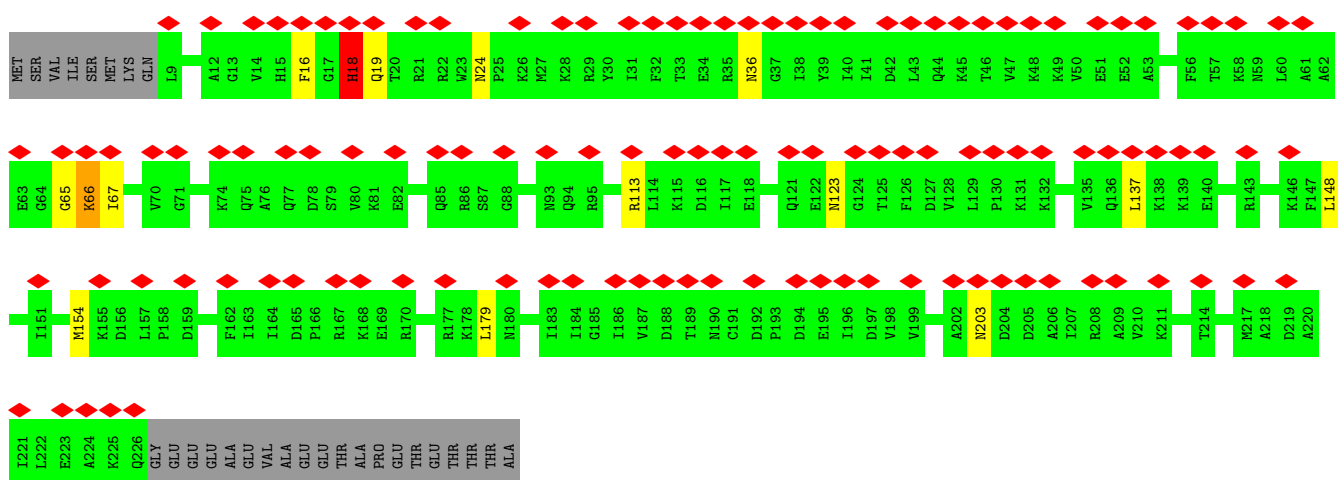 MET SER VAL ILE SER MET LYS GLN L9 A12 G13 V14 H15 F16 G17 H18 Q19 T20 R21 R22 W23 N24 P25 K26 M27 K28 R29 Y30 I31 F32 T33 E34 R35 N36 G37 I38 Y39 I40 I41 D42 L43 Q44 K45 T46 V47 K48 K49 V50 E51 E52 A53 F56 T57 K58 N59 L60 A61 A62
E63 G64 G65 K66 I67 V70 G71 K74 Q75 A76 Q77 D78 S79 V80 K81 E82 Q85 R86 S87 G88 N93 Q94 R95 R113 L114 K115 D116 I117 E118 Q121 E122 N123 G124 T125 F126 D127 V128 L129 P130 K131 K132 V135 Q136 L137 K138 K139 E140 R143 K146 F147 L148
I151 M154 K155 D156 L157 P158 D159 F162 I163 I164 D165 P166 R167 K168 E169 R170 R177 K178 L179 N180 I183 I184 G185 I186 V187 D188 T189 N190 C191 D192 P193 D194 E195 I196 D197 V198 V199 A202 N203 D204 D205 A206 I207 R208 A209 V210 K211 T214 M217 A218 D219 A220
I221 L222 E223 A224 K225 Q226 GLY GLU GLU GLU ALA GLU VAL ALA GLU GLU THR ALA PRO GLU THR GLU THR THR THR ALA